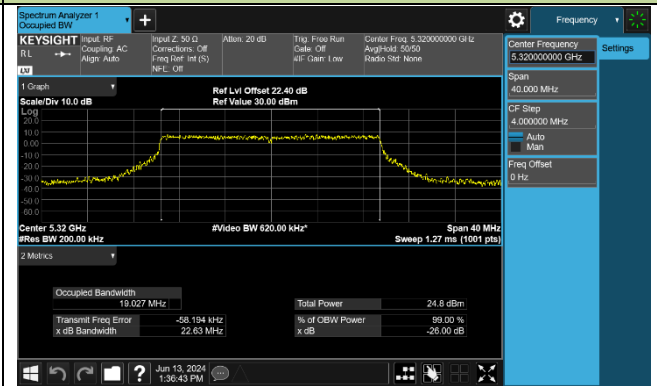 Spectrum Analyzer 1
Occupied BW
+
KEYSIGHT
RL
LXI
Input: RF
Coupling: AC
Align: Auto
Input Z: 50 Ω
Corrections: Off
Freq Ref: Int (S)
NFE: Off
Atten: 20 dB
Trig: Free Run
Gate: Off
#IF Gain: Low
Center Freq: 5.320000000 GHz
Avg|Hold: 50/50
Radio Std: None
1 Graph
Scale/Div 10.0 dB
Ref Lvl Offset 22.40 dB
Ref Value 30.00 dBm
Log
20.0
10.0
0.00
-10.0
-20.0
-30.0
-40.0
-50.0
-60.0
Center 5.32 GHz
#Video BW 620.00 kHz*
Span 40 MHz
#Res BW 200.00 kHz
Sweep 1.27 ms (1001 pts)
2 Metrics
Occupied Bandwidth
19.027 MHz
Total Power 24.8 dBm
Transmit Freq Error -58.194 kHz
% of OBW Power 99.00 %
x dB Bandwidth 22.63 MHz
x dB -26.00 dB
Jun 13, 2024
1:36:43 PM
?
Frequency
Settings
Center Frequency
5.320000000 GHz
Span
40.000 MHz
CF Step
4.000000 MHz
Auto
Man
Freq Offset
0 Hz